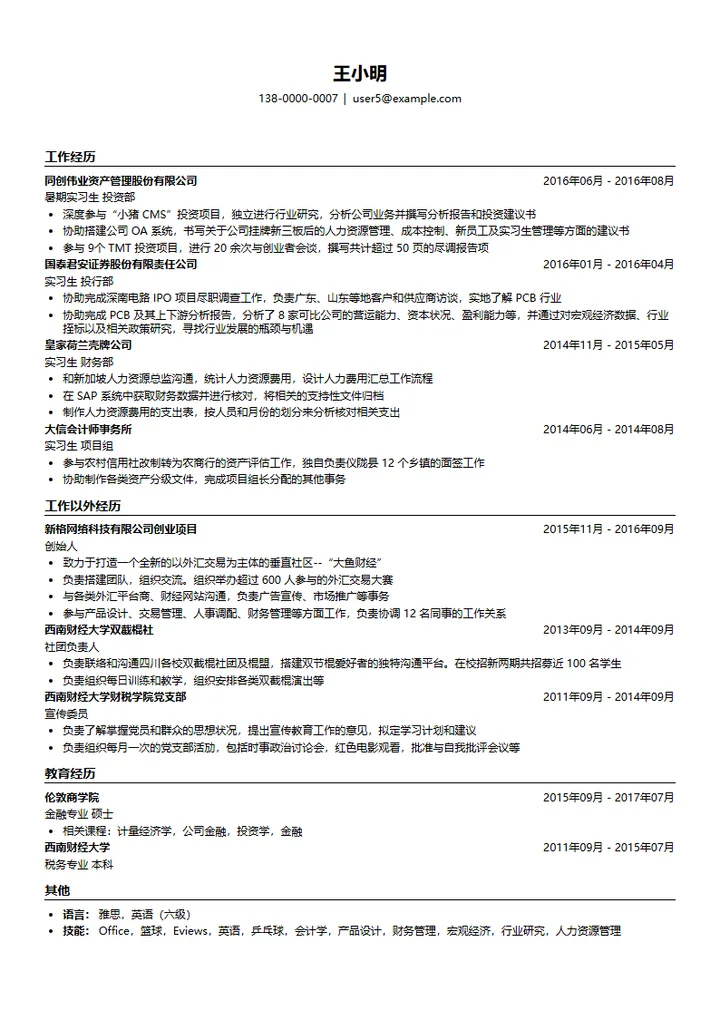 王小明
138-0000-0007 | user5@example.com
工作经历
同创伟业资产管理股份有限公司 2016年06月 - 2016年08月
暑期实习生 投资部
• 深度参与“小猪 CMS”投资项目，独立进行行业研究，分析公司业务并撰写分析报告和投资建议书
• 协助搭建公司 OA 系统，书写关于公司挂牌新三板后的人力资源管理、成本控制、新员工及实习生管理等方面的建议书
• 参与 9个 TMT 投资项目，进行 20 余次与创业者会谈，撰写共计超过 50 页的尽调报告项
国泰君安证券股份有限责任公司 2016年01月 - 2016年04月
实习生 投行部
• 协助完成深南电路 IPO 项目尽职调查工作，负责广东、山东等地客户和供应商访谈，实地了解 PCB 行业
• 协助完成 PCB 及其上下游分析报告，分析了 8 家可比公司的营运能力、资本状况、盈利能力等，并通过对宏观经济数据、行业
指标以及相关政策研究，寻找行业发展的瓶颈与机遇
皇家荷兰壳牌公司 2014年11月 - 2015年05月
实习生 财务部
• 和新加坡人力资源总监沟通，统计人力资源费用，设计人力费用汇总工作流程
• 在 SAP 系统中获取财务数据并进行核对，将相关的支持性文件归档
• 制作人力资源费用的支出表，按人员和月份的划分来分析核对相关支出
大信会计师事务所 2014年06月 - 2014年08月
实习生 项目组
• 参与农村信用社改制转为农商行的资产评估工作，独自负责仪陇县 12 个乡镇的面签工作
• 协助制作各类资产分级文件，完成项目组长分配的其他事务
工作以外经历
新格网络科技有限公司创业项目 2015年11月 - 2016年09月
创始人
• 致力于打造一个全新的以外汇交易为主体的垂直社区--“大鱼财经”
• 负责搭建团队，组织交流。组织举办超过 600 人参与的外汇交易大赛
• 与各类外汇平台商、财经网站沟通，负责广告宣传、市场推广等事务
• 参与产品设计、交易管理、人事调配、财务管理等方面工作，负责协调 12 名同事的工作关系
西南财经大学双截棍社 2013年09月 - 2014年09月
社团负责人
• 负责联络和沟通四川各校双截棍社团及棍盟，搭建双节棍爱好者的独特沟通平台。在校招新两期共招募近 100 名学生
• 负责组织每日训练和教学，组织安排各类双截棍演出等
西南财经大学财税学院党支部 2011年09月 - 2014年09月
宣传委员
• 负责了解掌握党员和群众的思想状况，提出宣传教育工作的意见，拟定学习计划和建议
• 负责组织每月一次的党支部活动，包括时事政治讨论会，红色电影观看，批准与自我批评会议等
教育经历
伦敦商学院 2015年09月 - 2017年07月
金融专业 硕士
• 相关课程：计量经济学，公司金融，投资学，金融
西南财经大学 2011年09月 - 2015年07月
税务专业 本科
其他
• 语言： 雅思，英语（六级）
• 技能： Office，篮球，Eviews，英语，乒乓球，会计学，产品设计，财务管理，宏观经济，行业研究，人力资源管理